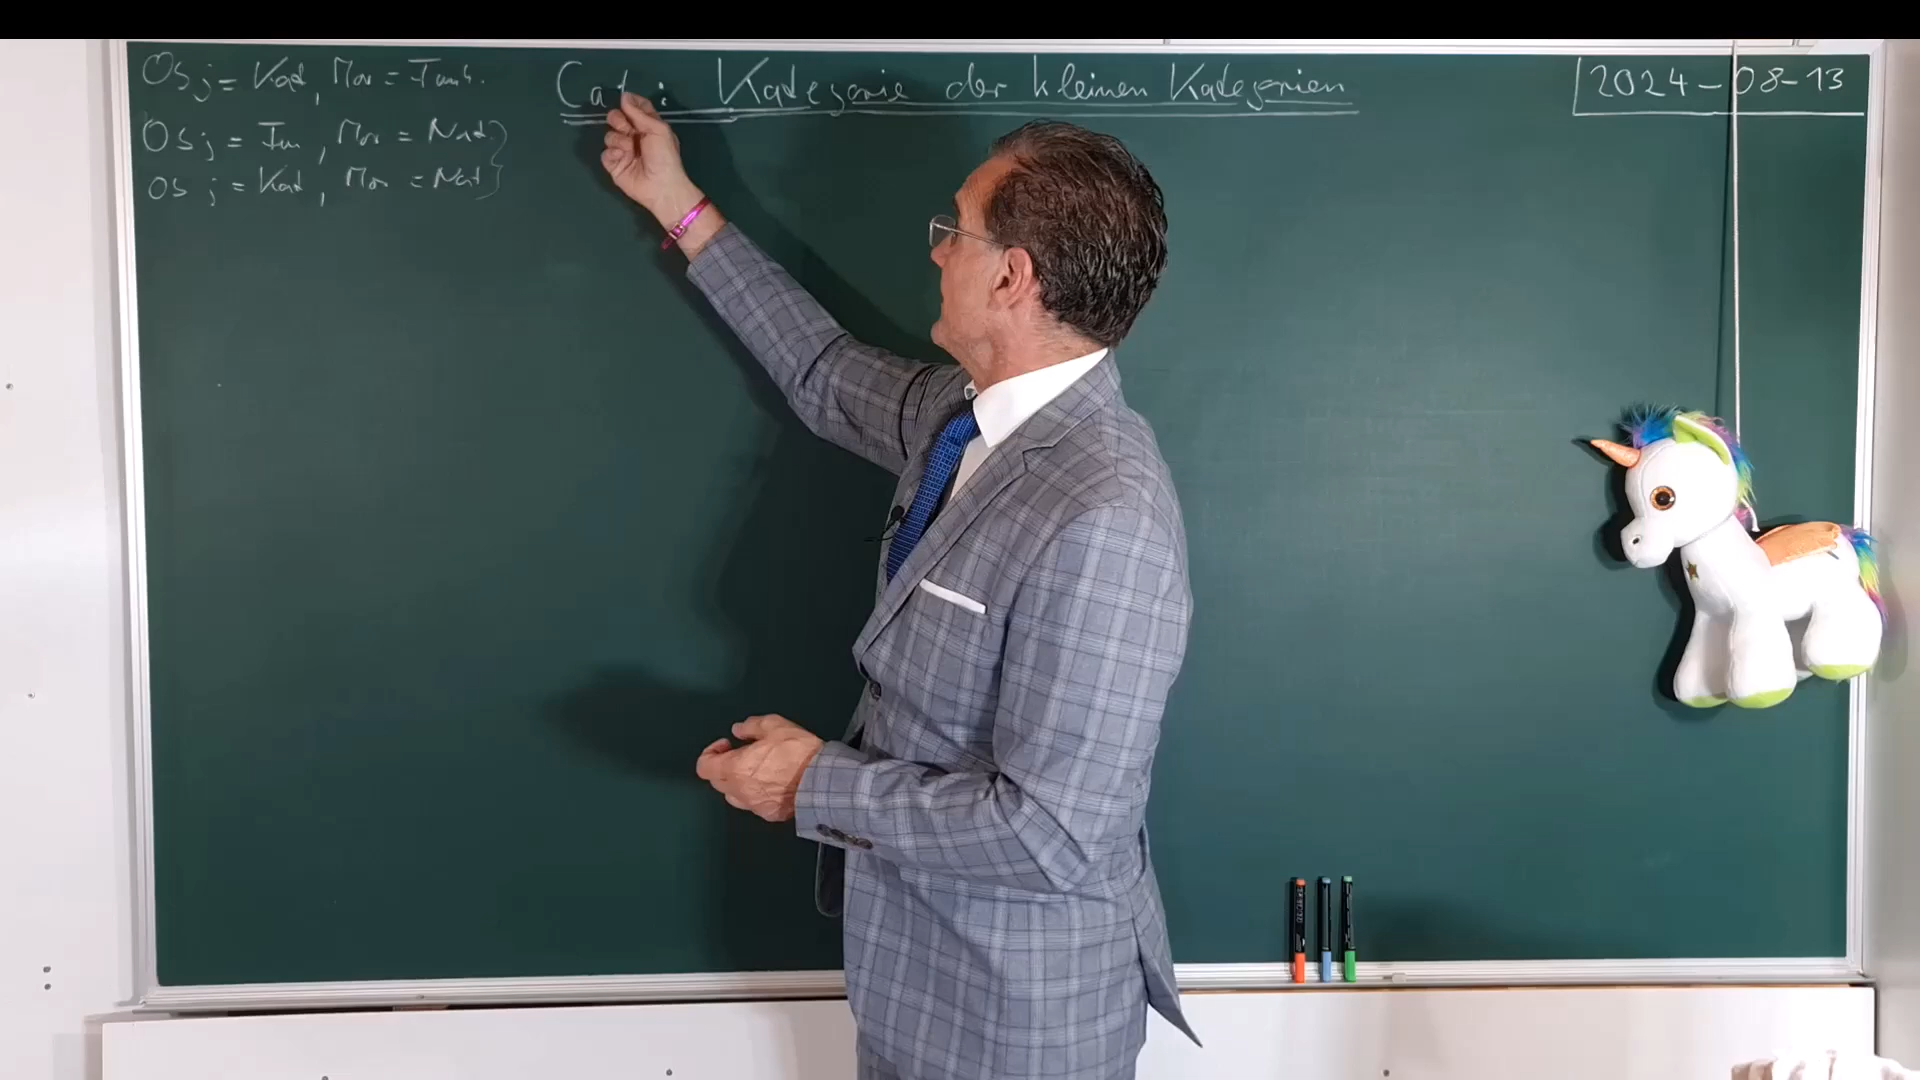 Obj = Kat, Mor = Funk.
Obj = Fun, Mor = Nat
Obj = Kat, Mor = Nat
Cat: Kategorie der kleinen Kategorien
2024-08-13